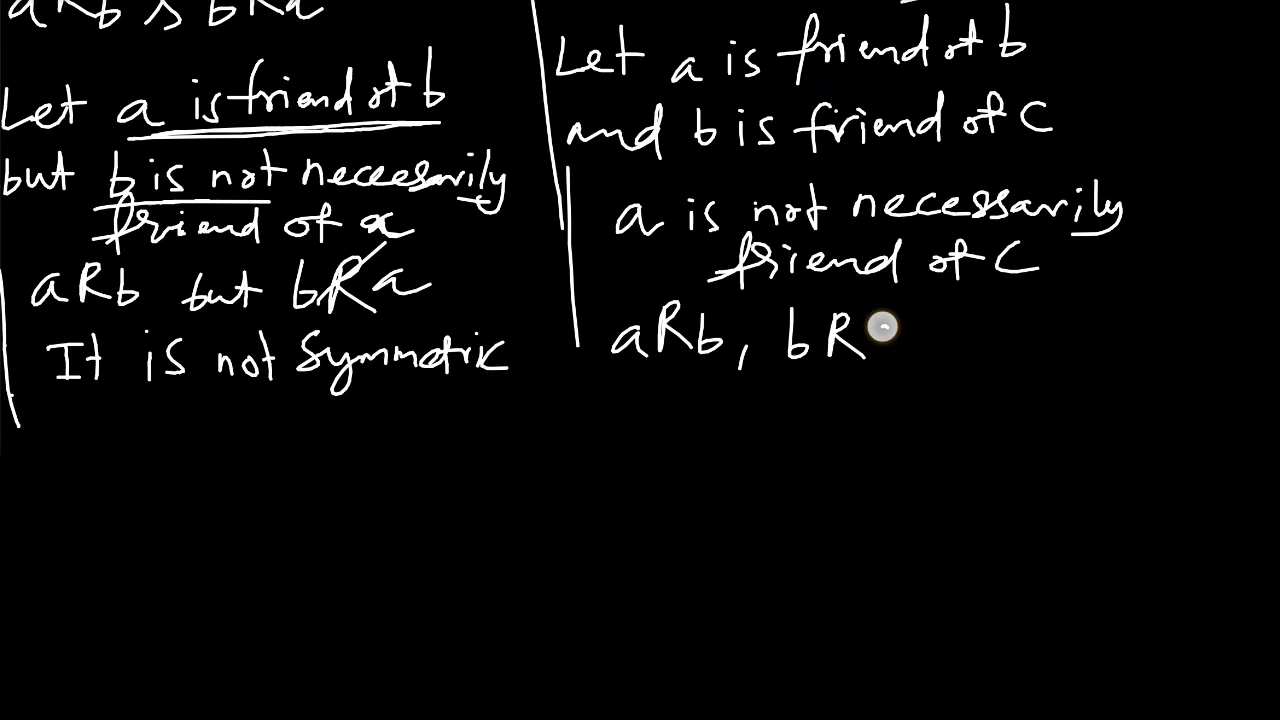 Let a is friend of b
but b is not necessarily
friend of a
aRb but bR̸a
It is not symmetric
Let a is friend of b
and b is friend of c
a is not necessarily
friend of c
aRb, bR